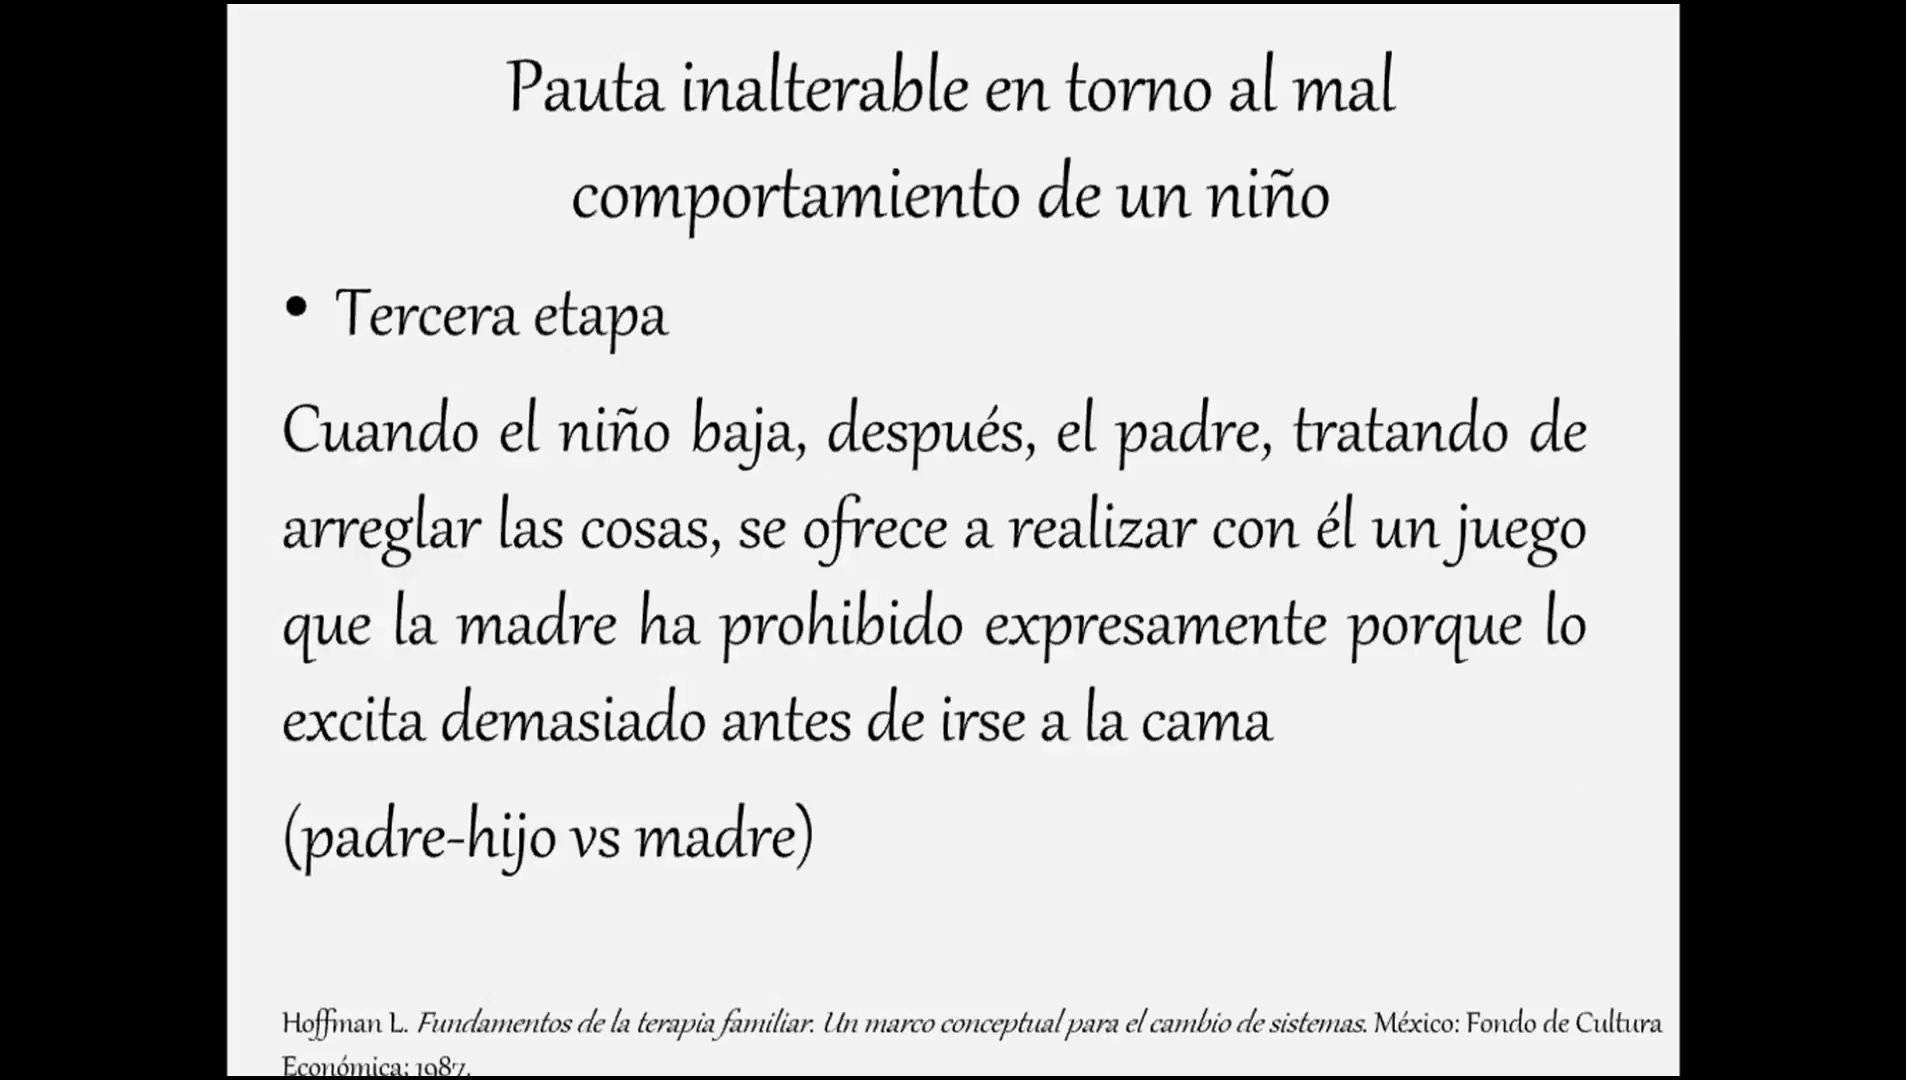 Pauta inalterable en torno al mal
comportamiento de un niño
• Tercera etapa
Cuando el niño baja, después, el padre, tratando de
arreglar las cosas, se ofrece a realizar con él un juego
que la madre ha prohibido expresamente porque lo
excita demasiado antes de irse a la cama
(padre-hijo vs madre)
Hoffman L. Fundamentos de la terapia familiar. Un marco conceptual para el cambio de sistemas. México: Fondo de Cultura
Económica; 1987.